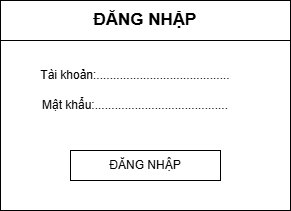 ĐĂNG NHẬP
Tài khoản:........................................
Mật khẩu:........................................
ĐĂNG NHẬP